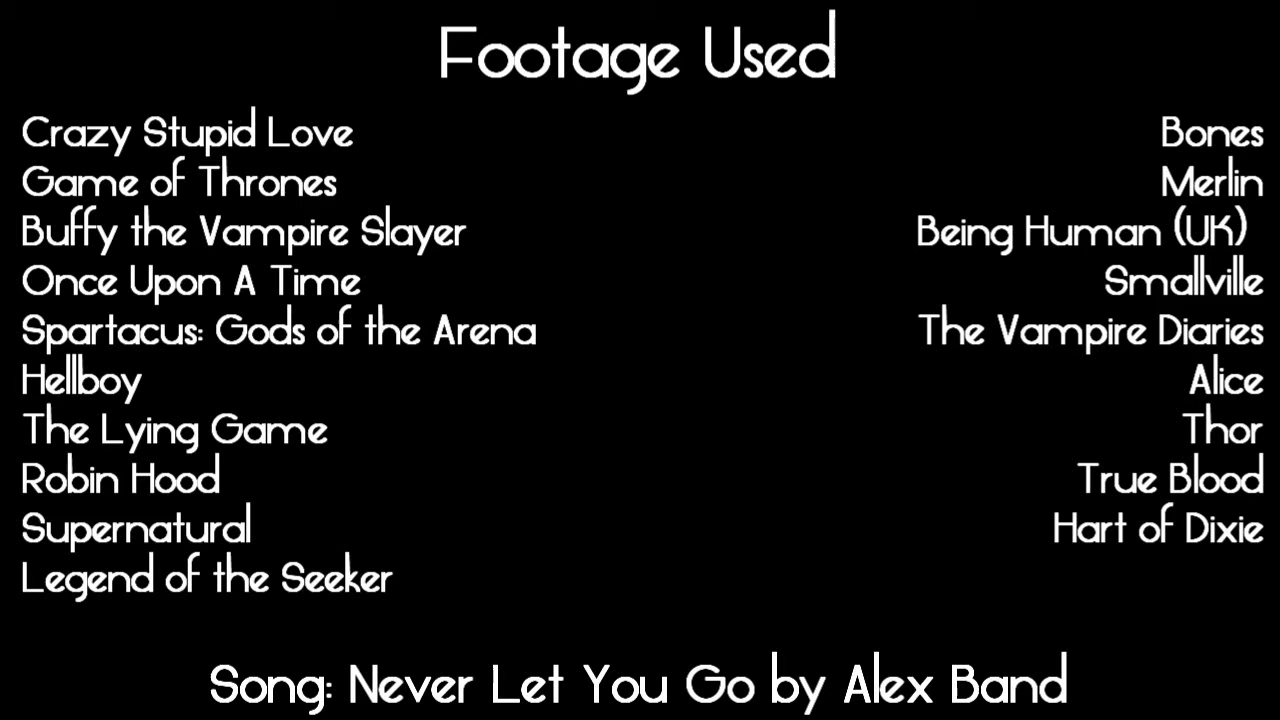 Footage Used
Crazy Stupid Love
Game of Thrones
Buffy the Vampire Slayer
Once Upon A Time
Spartacus: Gods of the Arena
Hellboy
The Lying Game
Robin Hood
Supernatural
Legend of the Seeker
Bones
Merlin
Being Human (UK)
Smallville
The Vampire Diaries
Alice
Thor
True Blood
Hart of Dixie
Song: Never Let You Go by Alex Band